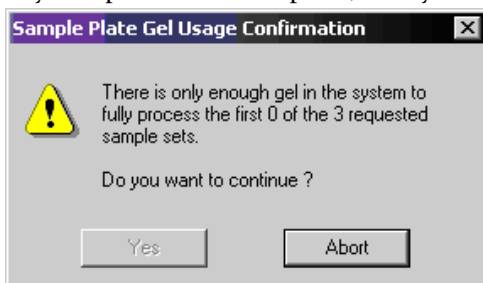 Sample Plate Gel Usage Confirmation
There is only enough gel in the system to
fully process the first 0 of the 3 requested
sample sets.
Do you want to continue ?
Yes
Abort